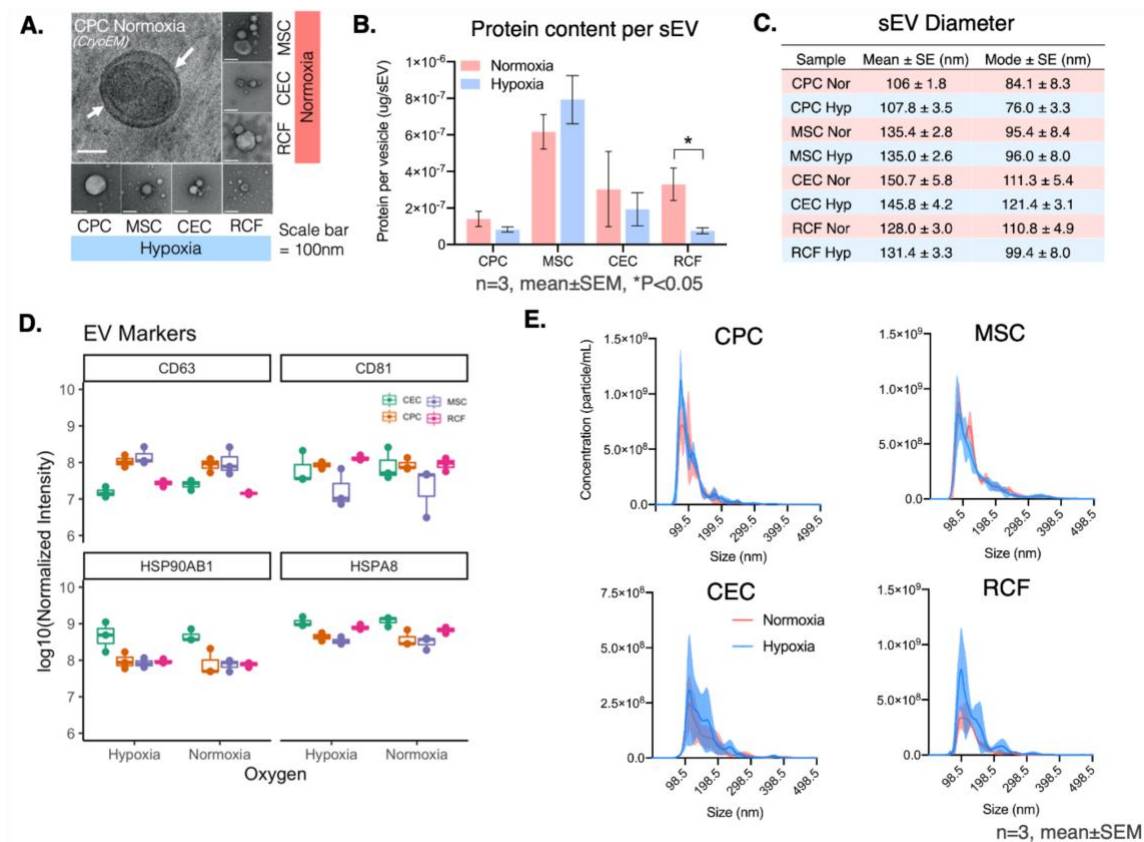 A.
CPC Normoxia
(CryoEM)
MSC
CEC
RCF
Normoxia
CPC MSC CEC RCF
Hypoxia
Scale bar
= 100nm
B.
Protein content per sEV
Normoxia
Hypoxia
Protein per vesicle (ug/sEV)
1×10⁻⁶
8×10⁻⁷
6×10⁻⁷
4×10⁻⁷
2×10⁻⁷
0
*
CPC MSC CEC RCF
n=3, mean±SEM, *P<0.05
C.
sEV Diameter
Sample Mean ± SE (nm) Mode ± SE (nm)
CPC Nor 106 ± 1.8 84.1 ± 8.3
CPC Hyp 107.8 ± 3.5 76.0 ± 3.3
MSC Nor 135.4 ± 2.8 95.4 ± 8.4
MSC Hyp 135.0 ± 2.6 96.0 ± 8.0
CEC Nor 150.7 ± 5.8 111.3 ± 5.4
CEC Hyp 145.8 ± 4.2 121.4 ± 3.1
RCF Nor 128.0 ± 3.0 110.8 ± 4.9
RCF Hyp 131.4 ± 3.3 99.4 ± 8.0
D.
EV Markers
CD63 CD81
CEC MSC
CPC RCF
10
9
8
7
6
HSP90AB1 HSPA8
10
9
8
7
6
log10(Normalized Intensity)
Hypoxia Normoxia Hypoxia Normoxia
Oxygen
E.
CPC
Concentration (particle/mL)
1.5×10⁹
1.0×10⁹
5.0×10⁸
0.0
99.5 199.5 299.5 399.5 499.5
Size (nm)
MSC
1.5×10⁹
1.0×10⁹
5.0×10⁸
0.0
98.5 198.5 298.5 398.5 498.5
Size (nm)
CEC
7.5×10⁸
5.0×10⁸
2.5×10⁸
0.0
Normoxia
Hypoxia
98.5 198.5 298.5 398.5 498.5
Size (nm)
RCF
1.5×10⁹
1.0×10⁹
5.0×10⁸
0.0
98.5 198.5 298.5 398.5 498.5
Size (nm)
n=3, mean±SEM